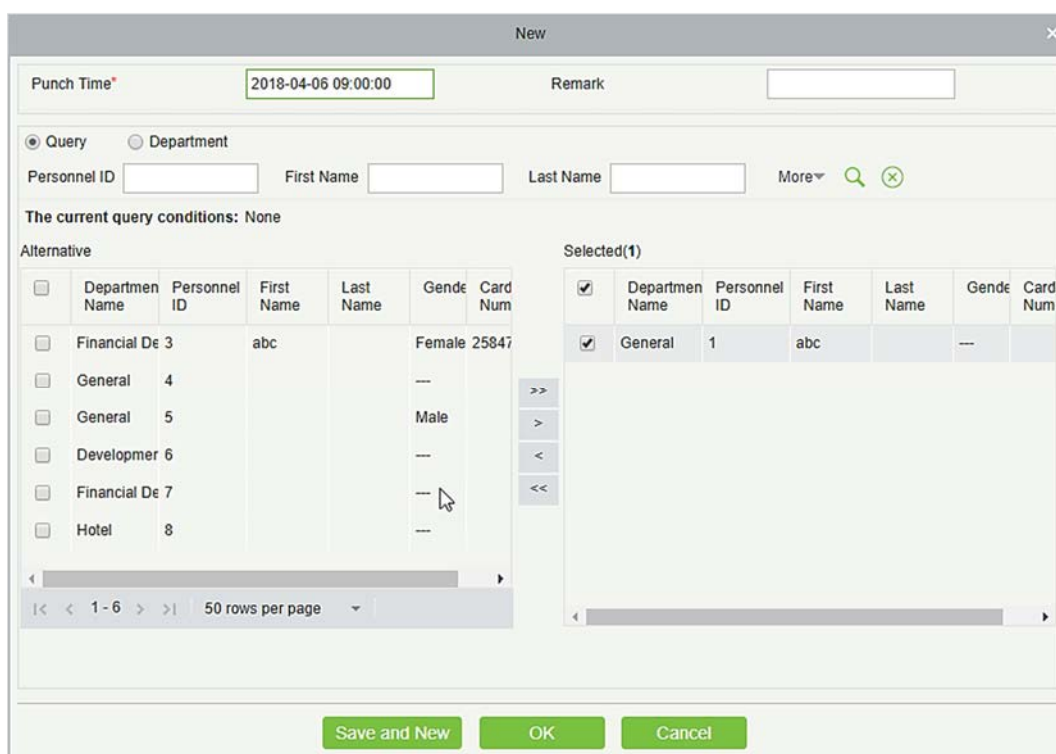 New
Punch Time* 2018-04-06 09:00:00 Remark
Query Department
Personnel ID First Name Last Name More
The current query conditions: None
Alternative Selected(1)
Departmen Name Personnel ID First Name Last Name Gende Card Num Departmen Name Personnel ID First Name Last Name Gende Card Num
Financial De 3 abc Female 25847 General 1 abc ---
General 4 ---
General 5 Male
Developmer 6 ---
Financial De 7 ---
Hotel 8 ---
>>
>
<
<<
|< < 1 - 6 > >| 50 rows per page
Save and New OK Cancel